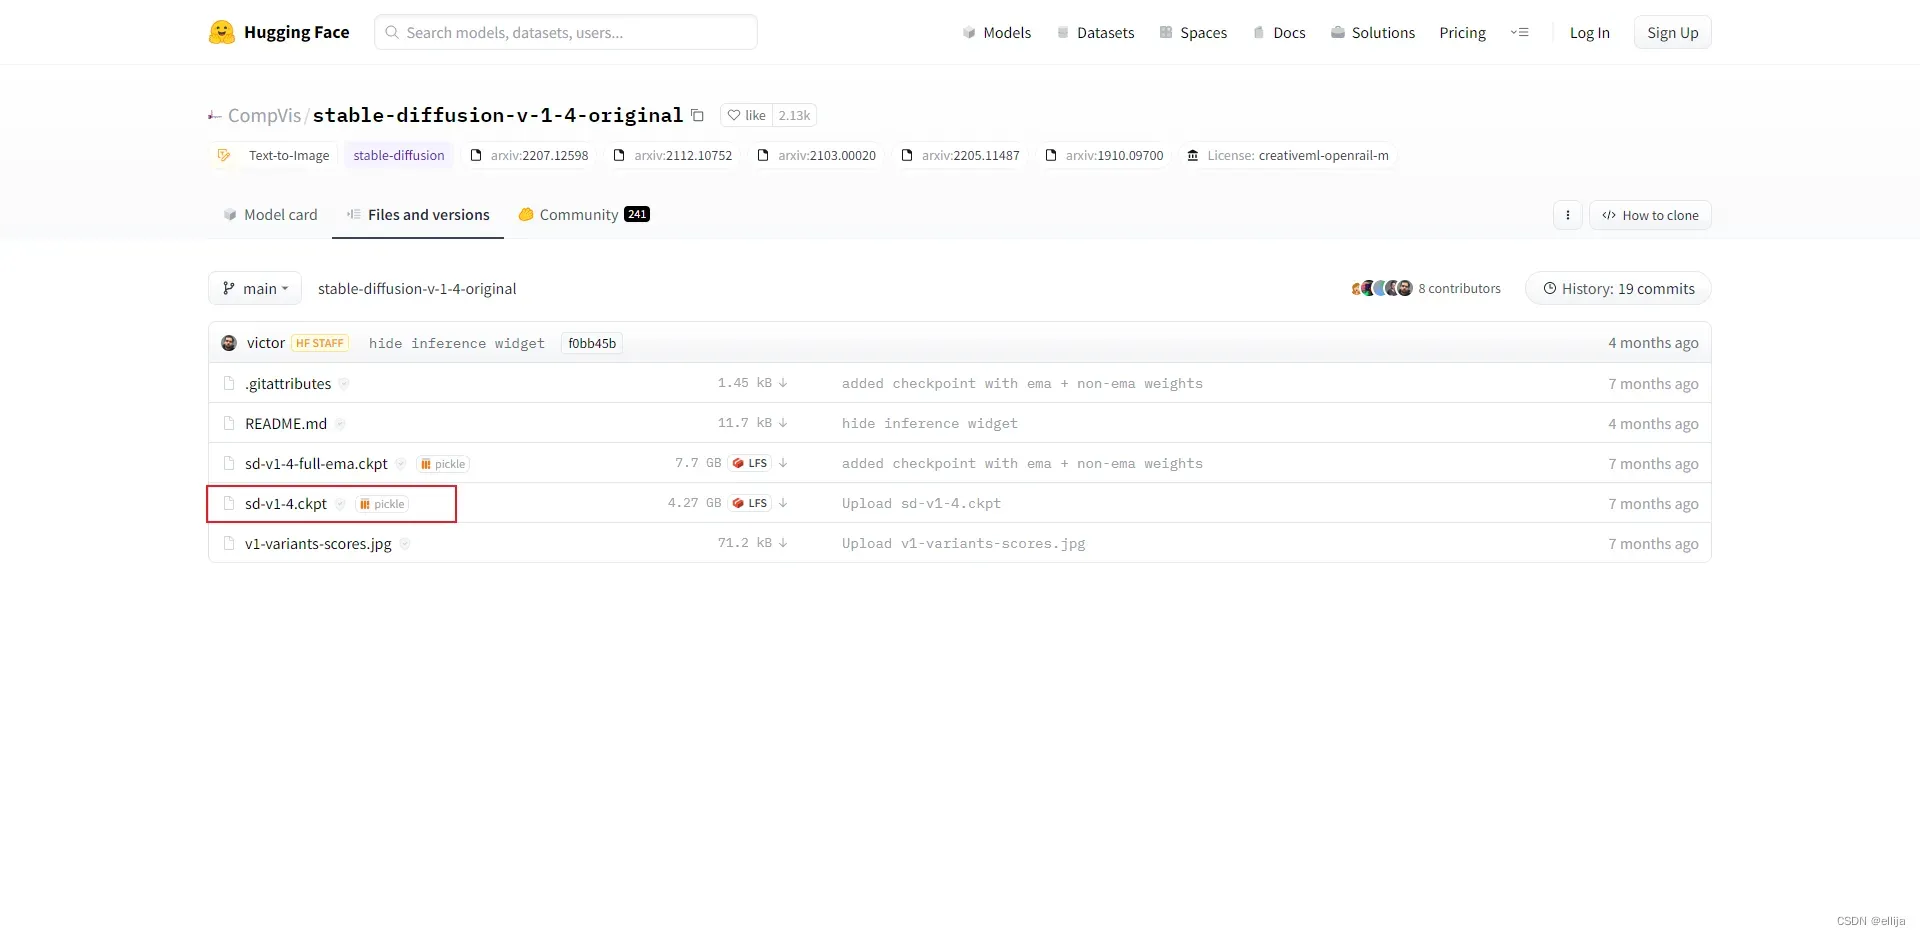 Hugging Face Search models, datasets, users... Models Datasets Spaces Docs Solutions Pricing Log In Sign Up
CompVis/stable-diffusion-v-1-4-original like 2.13k
Text-to-Image stable-diffusion arxiv:2207.12598 arxiv:2112.10752 arxiv:2103.00020 arxiv:2205.11487 arxiv:1910.09700 License: creativeml-openrail-m
Model card Files and versions Community 241 How to clone
main stable-diffusion-v-1-4-original 8 contributors History: 19 commits
victor HF STAFF hide inference widget f0bb45b 4 months ago
.gitattributes 1.45 kB added checkpoint with ema + non-ema weights 7 months ago
README.md 11.7 kB hide inference widget 4 months ago
sd-v1-4-full-ema.ckpt pickle 7.7 GB LFS added checkpoint with ema + non-ema weights 7 months ago
sd-v1-4.ckpt pickle 4.27 GB LFS Upload sd-v1-4.ckpt 7 months ago
v1-variants-scores.jpg 71.2 kB Upload v1-variants-scores.jpg 7 months ago
CSDN @ellija